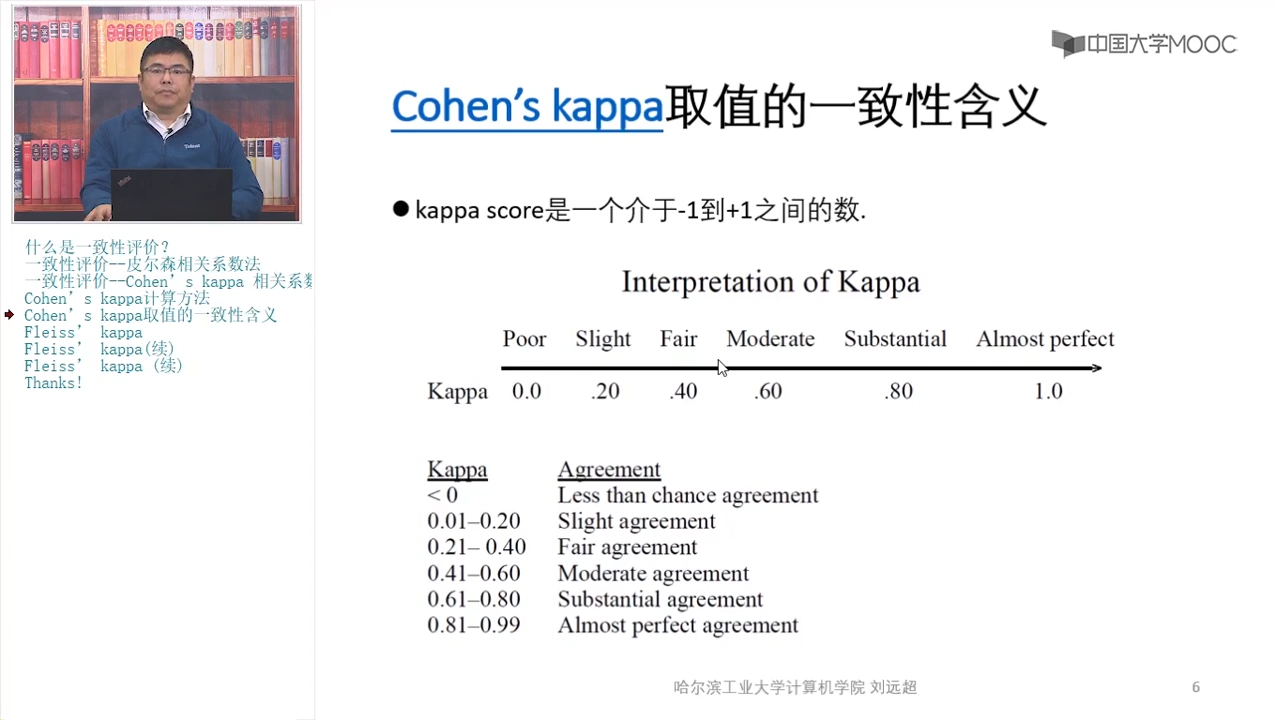 中国大学MOOC
Cohen’s kappa取值的一致性含义
什么是一致性评价？
一致性评价--皮尔森相关系数法
一致性评价--Cohen’s kappa 相关系数
Cohen’s kappa计算方法
Cohen’s kappa取值的一致性含义
Fleiss’ kappa
Fleiss’ kappa(续)
Fleiss’ kappa (续)
Thanks!
●kappa score是一个介于-1到+1之间的数.
Interpretation of Kappa
Poor Slight Fair Moderate Substantial Almost perfect
Kappa 0.0 .20 .40 .60 .80 1.0
Kappa Agreement
< 0 Less than chance agreement
0.01–0.20 Slight agreement
0.21– 0.40 Fair agreement
0.41–0.60 Moderate agreement
0.61–0.80 Substantial agreement
0.81–0.99 Almost perfect agreement
哈尔滨工业大学计算机学院 刘远超
6